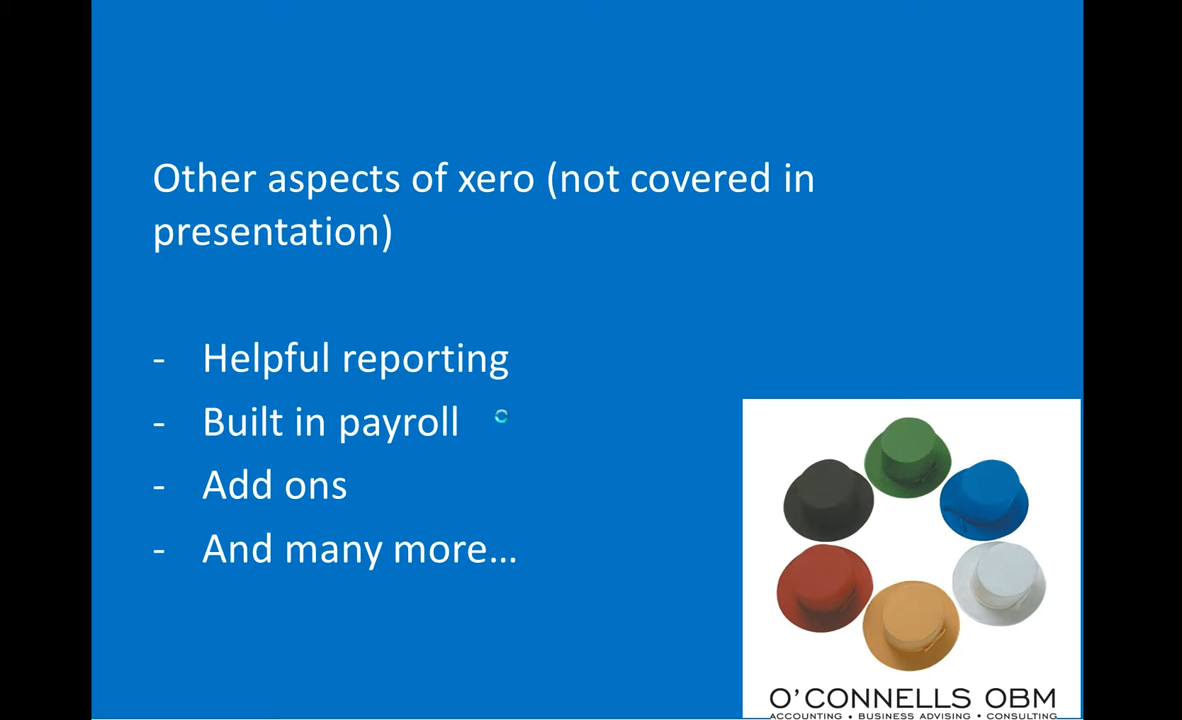 Other aspects of xero (not covered in
presentation)
- Helpful reporting
- Built in payroll
- Add ons
- And many more...
O'CONNELLS OBM
ACCOUNTING • BUSINESS ADVISING • CONSULTING